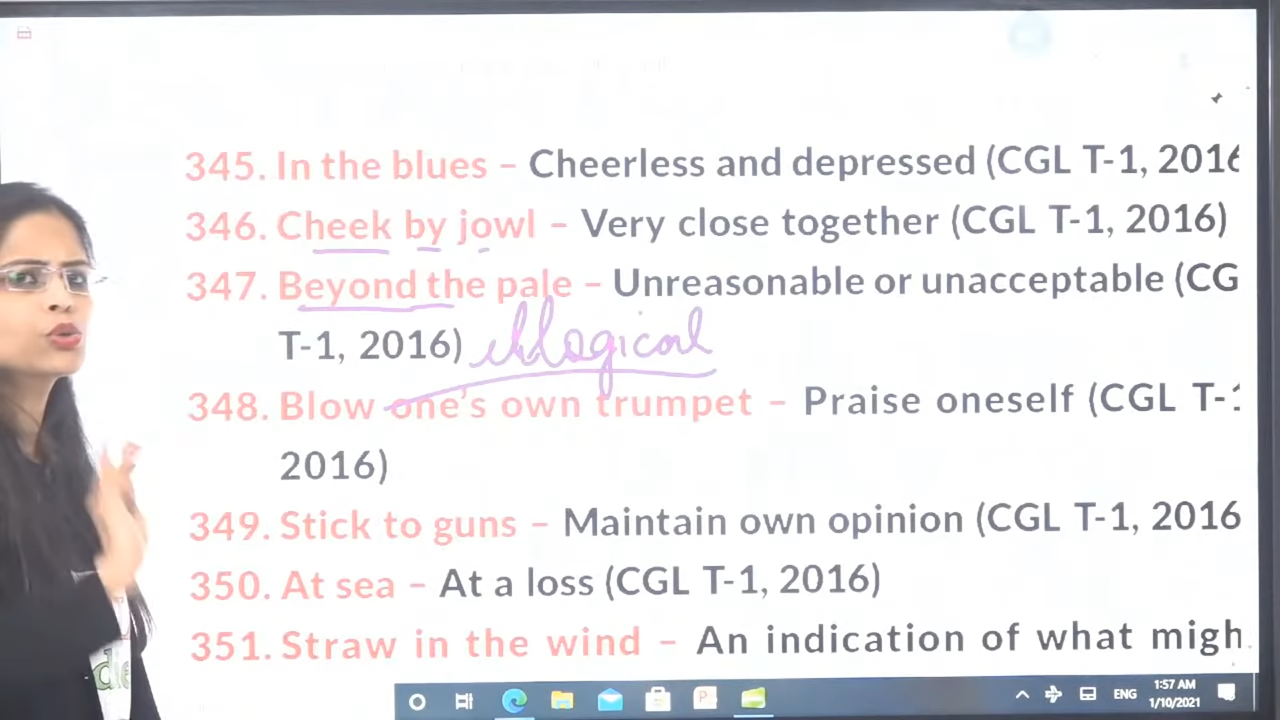 345. In the blues – Cheerless and depressed (CGL T-1, 2016
346. Cheek by jowl – Very close together (CGL T-1, 2016)
347. Beyond the pale – Unreasonable or unacceptable (CG
T-1, 2016) illogical
348. Blow one's own trumpet – Praise oneself (CGL T-1
2016)
349. Stick to guns – Maintain own opinion (CGL T-1, 2016
350. At sea – At a loss (CGL T-1, 2016)
351. Straw in the wind – An indication of what migh
ENG
1:57 AM
1/10/2021